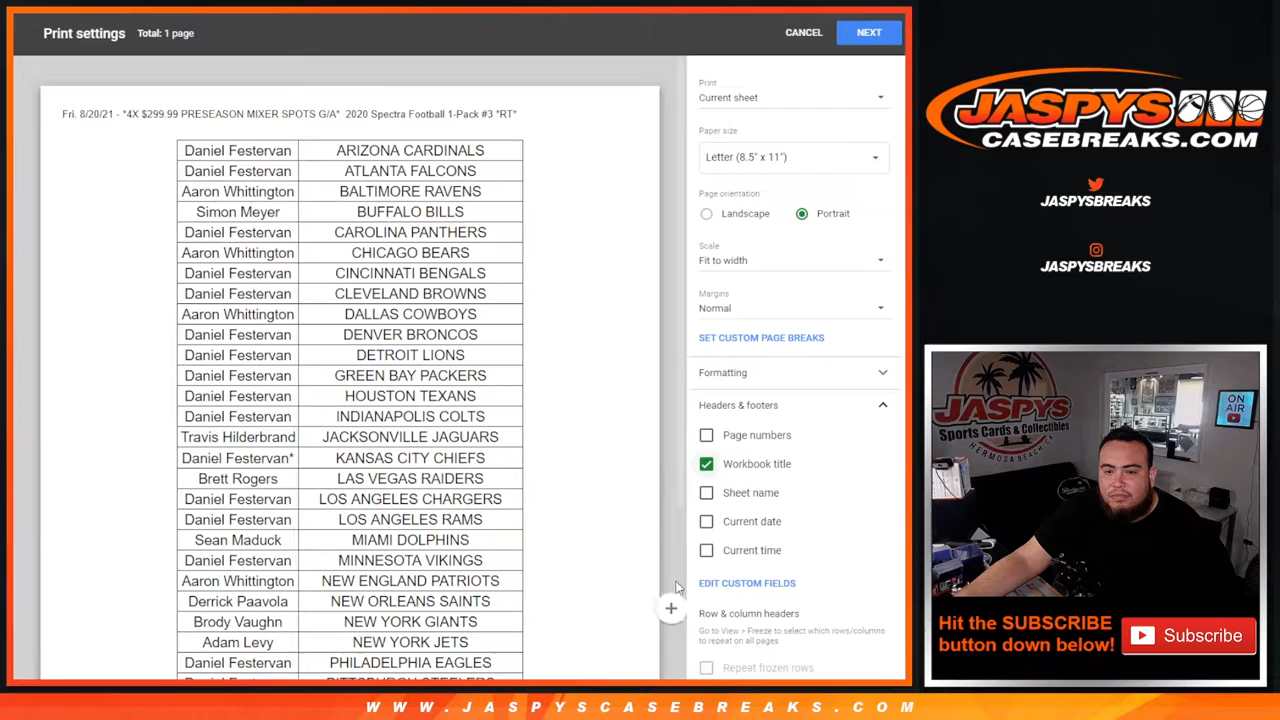 Print settings Total: 1 page
CANCEL NEXT
Fri. 8/20/21 - *4X $299.99 PRESEASON MIXER SPOTS G/A* 2020 Spectra Football 1-Pack #3 *RT*
Daniel Festervan ARZONA CARDINALS
Daniel Festervan ATLANTA FALCONS
Aaron Whittington BALTIMORE RAVENS
Simon Meyer BUFFALO BILLS
Daniel Festervan CAROLINA PANTHERS
Aaron Whittington CHICAGO BEARS
Daniel Festervan CINCINNATI BENGALS
Daniel Festervan CLEVELAND BROWNS
Aaron Whittington DALLAS COWBOYS
Daniel Festervan DENVER BRONCOS
Daniel Festervan DETROIT LIONS
Daniel Festervan GREEN BAY PACKERS
Daniel Festervan HOUSTON TEXANS
Daniel Festervan INDIANAPOLIS COLTS
Travis Hilderbrand JACKSONVILLE JAGUARS
Daniel Festervan* KANSAS CITY CHIEFS
Brett Rogers LAS VEGAS RAIDERS
Daniel Festervan LOS ANGELES CHARGERS
Daniel Festervan LOS ANGELES RAMS
Sean Maduck MIAMI DOLPHINS
Daniel Festervan MINNESOTA VIKINGS
Aaron Whittington NEW ENGLAND PATRIOTS
Derrick Paavola NEW ORLEANS SAINTS
Brody Vaughn NEW YORK GIANTS
Adam Levy NEW YORK JETS
Daniel Festervan PHILADELPHIA EAGLES
Print
Current sheet
Paper size
Letter (8.5" x 11")
Page orientation
Landscape Portrait
Scale
Fit to width
Margins
Normal
SET CUSTOM PAGE BREAKS
Formatting
Headers & footers
Page numbers
Workbook title
Sheet name
Current date
Current time
EDIT CUSTOM FIELDS
Row & column headers
Go to View > Freeze to select which rows/columns
to repeat on all pages
Repeat frozen rows
JASPYS
CASEBREAKS.COM
JASPYSBREAKS
JASPYSBREAKS
JASPYS
Sports Cards & Collectibles
HERMOSA BEACH, CA
ON
AIR
Hit the SUBSCRIBE
button down below!
Subscribe
WWW.JASPYSCASEBREAKS.COM